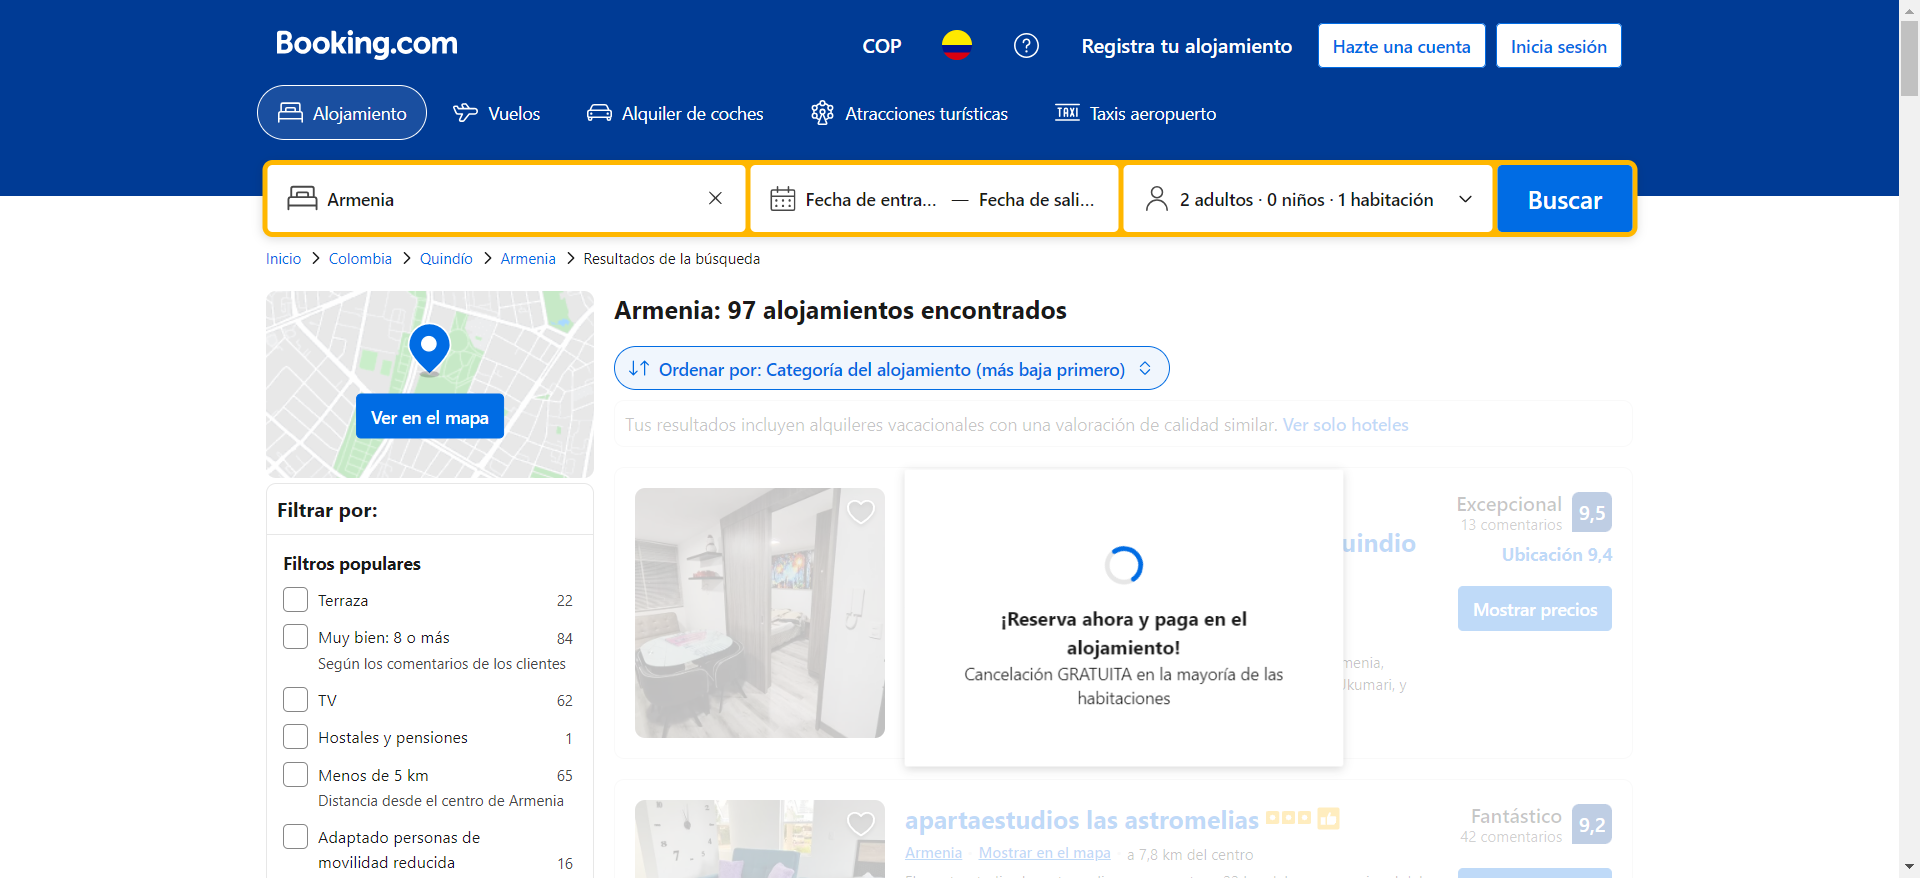 Booking.com
COP
Registra tu alojamiento
Hazte una cuenta
Inicia sesión
Alojamiento
Vuelos
Alquiler de coches
Atracciones turísticas
TAXI Taxis aeropuerto
Armenia
Fecha de entra... — Fecha de sali...
2 adultos · 0 niños · 1 habitación
Buscar
Inicio > Colombia > Quindío > Armenia > Resultados de la búsqueda
Ver en el mapa
Filtrar por:
Filtros populares
Terraza 22
Muy bien: 8 o más 84
Según los comentarios de los clientes
TV 62
Hostales y pensiones 1
Menos de 5 km 65
Distancia desde el centro de Armenia
Adaptado personas de
movilidad reducida 16
Armenia: 97 alojamientos encontrados
Ordenar por: Categoría del alojamiento (más baja primero)
Tus resultados incluyen alquileres vacacionales con una valoración de calidad similar. Ver solo hoteles
Excepcional 9,5
13 comentarios
uindio
Ubicación 9,4
Mostrar precios
menia,
Ukumari, y
¡Reserva ahora y paga en el
alojamiento!
Cancelación GRATUITA en la mayoría de las
habitaciones
apartaestudios las astromelias
Fantástico 9,2
42 comentarios
Armenia · Mostrar en el mapa · a 7,8 km del centro